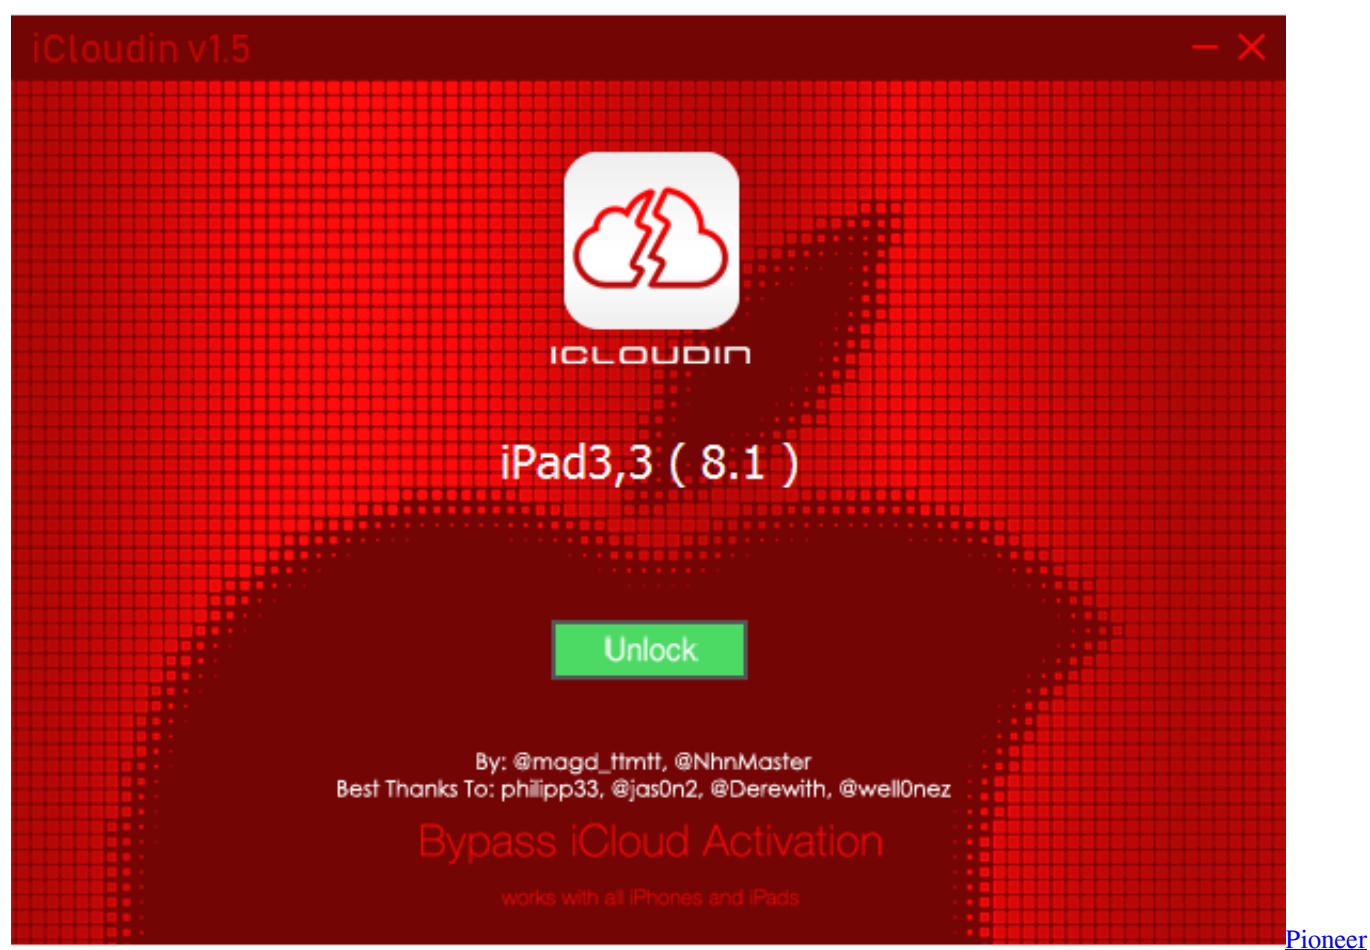 iCloudin v1.5
ICLOUDIN
iPad3,3 ( 8.1 )
Unlock
By: @magd_ttmtt, @NhnMaster
Best Thanks To: philipp33, @jas0n2, @Derewith, @well0nez
Bypass iCloud Activation
works with all iPhones and iPads
Pioneer